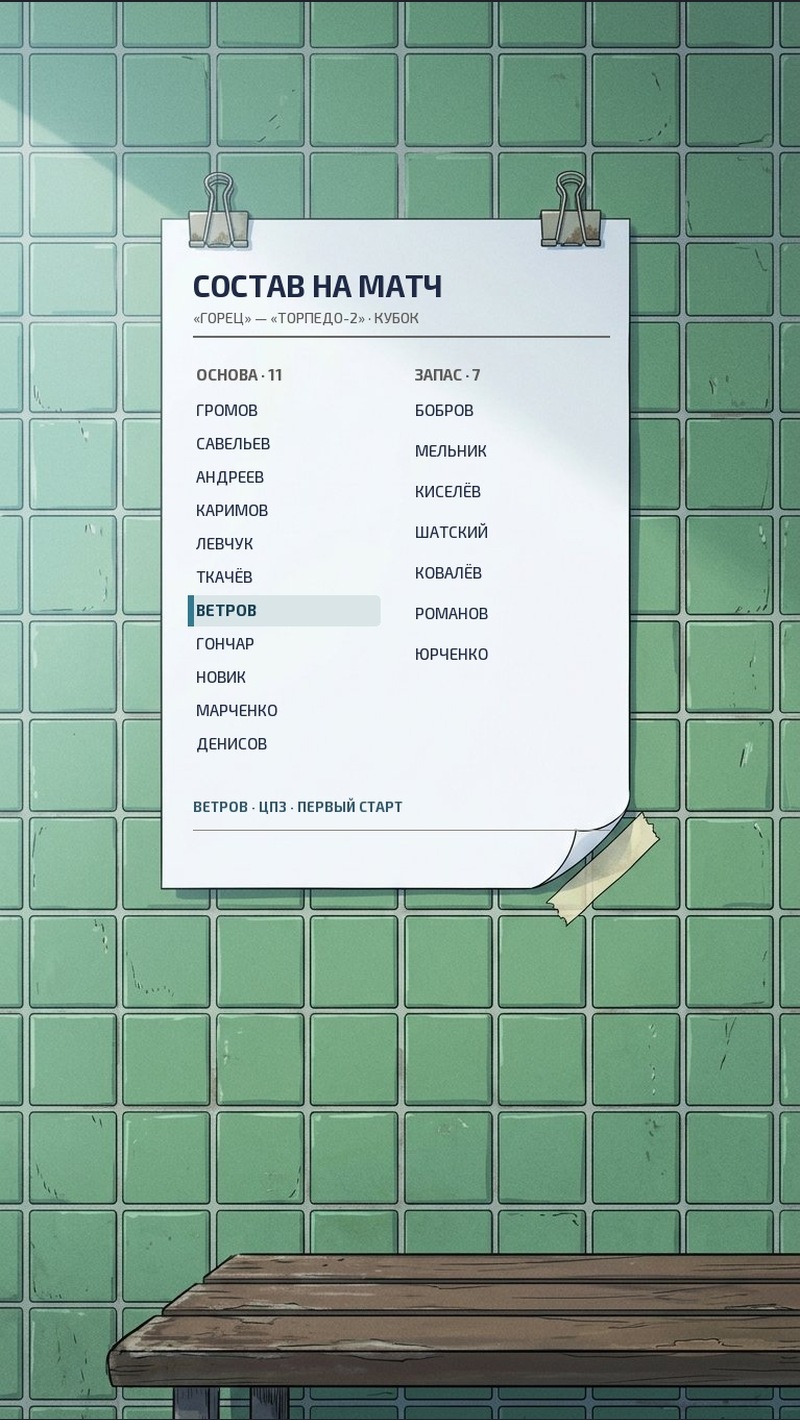 СОСТАВ НА МАТЧ
«ГОРЕЦ» — «ТОРПЕДО-2» · КУБОК
ОСНОВА · 11
ГРОМОВ
САВЕЛЬЕВ
АНДРЕЕВ
КАРИМОВ
ЛЕВЧУК
ТКАЧЁВ
ВЕТРОВ
ГОНЧАР
НОВИК
МАРЧЕНКО
ДЕНИСОВ
ЗАПАС · 7
БОБРОВ
МЕЛЬНИК
КИСЕЛЁВ
ШАТСКИЙ
КОВАЛЁВ
РОМАНОВ
ЮРЧЕНКО
ВЕТРОВ · ЦПЗ · ПЕРВЫЙ СТАРТ